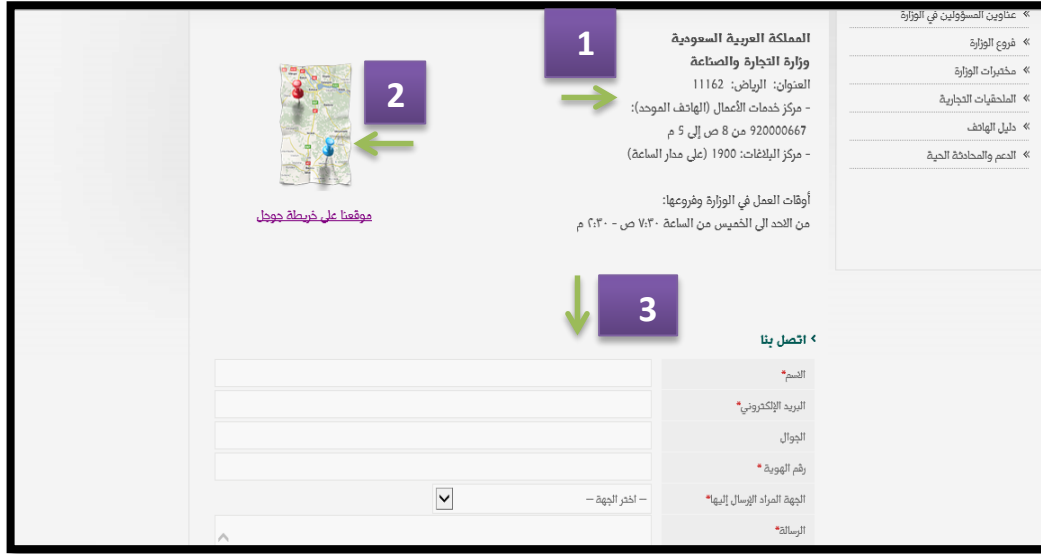 » عناوين المسؤولين في الوزارة
» فروع الوزارة
» مختبرات الوزارة
» الملحقيات التجارية
» دليل الهاتف
» الدعم والمحادثة الحية
1
المملكة العربية السعودية
وزارة التجارة والصناعة
العنوان: الرياض: 11162
- مركز خدمات الأعمال (الهاتف الموحد):
920000667 من 8 ص إلى 5 م
- مركز البلاغات: 1900 (على مدار الساعة)
أوقات العمل في الوزارة وفروعها:
من الاحد الي الخميس من الساعة ٧:٣٠ ص - ٢:٣٠ م
2
موقعنا على خريطة جوجل
3
› اتصل بنا
الاسم*
البريد الإلكتروني*
الجوال
رقم الهوية *
الجهة المراد الإرسال إليها*
– اختر الجهة –
الرسالة*